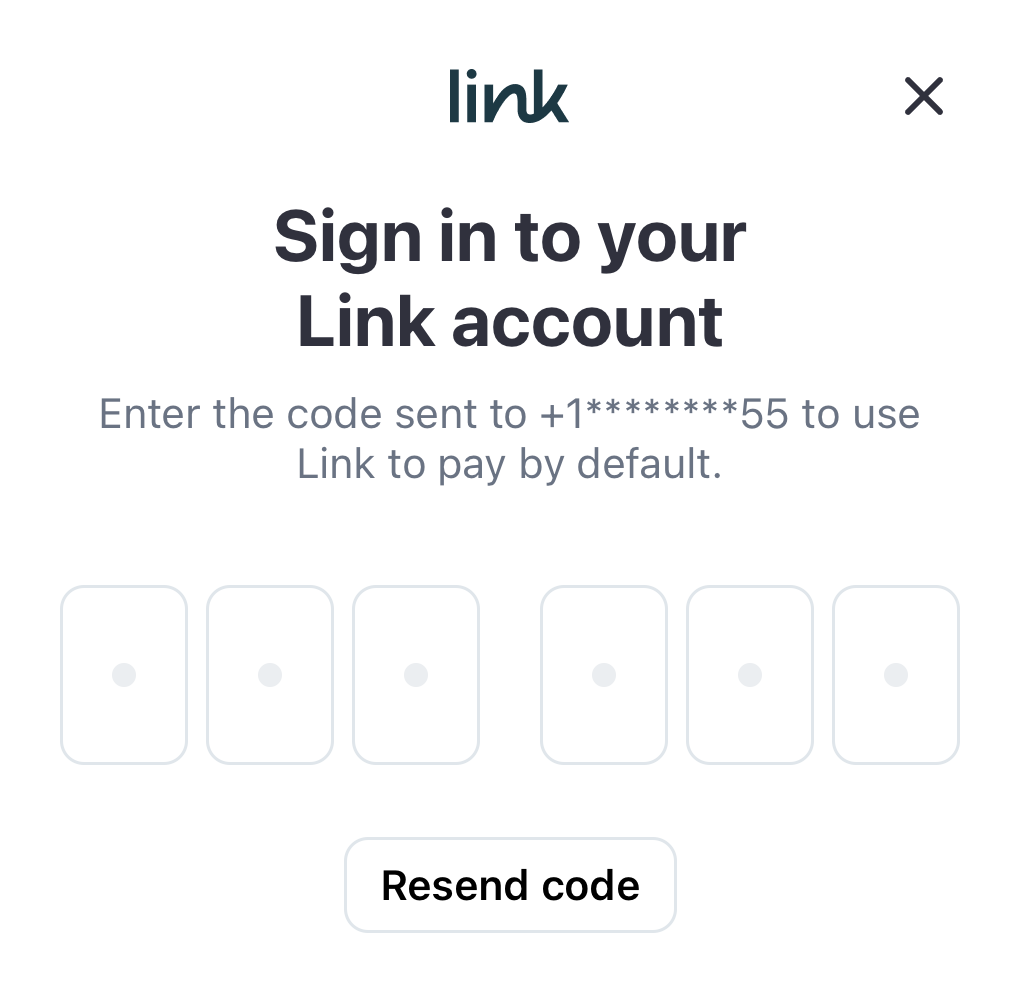 link
Sign in to your
Link account
Enter the code sent to +1********55 to use
Link to pay by default.
Resend code